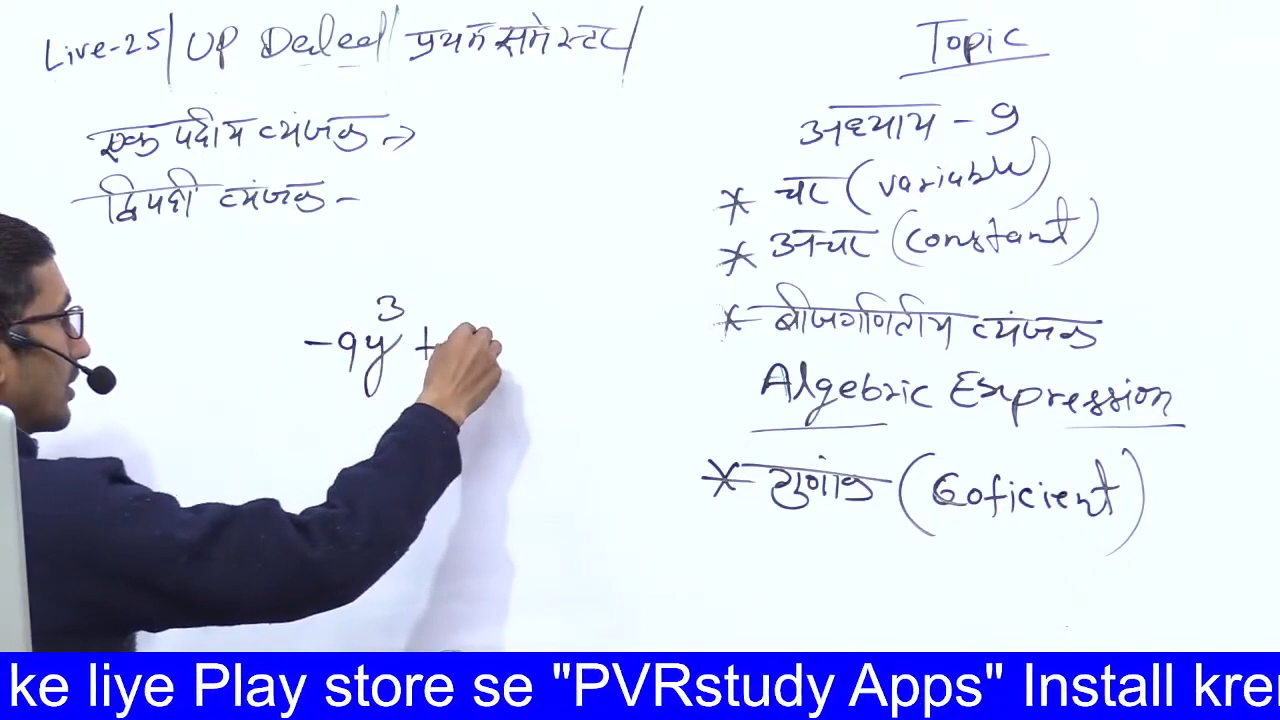 Live-25/ UP Deled/ प्रथम समेस्टर/
एक पदीय व्यंजक →
द्विपदी व्यंजक -
-9y³ +
Topic
अध्याय - 9
* चर (variable)
* अचर (constant)
* बीजगणितीय व्यंजक
Algebric Expression
* गुणांक (Coficient)
ke liye Play store se "PVRstudy Apps" Install kre